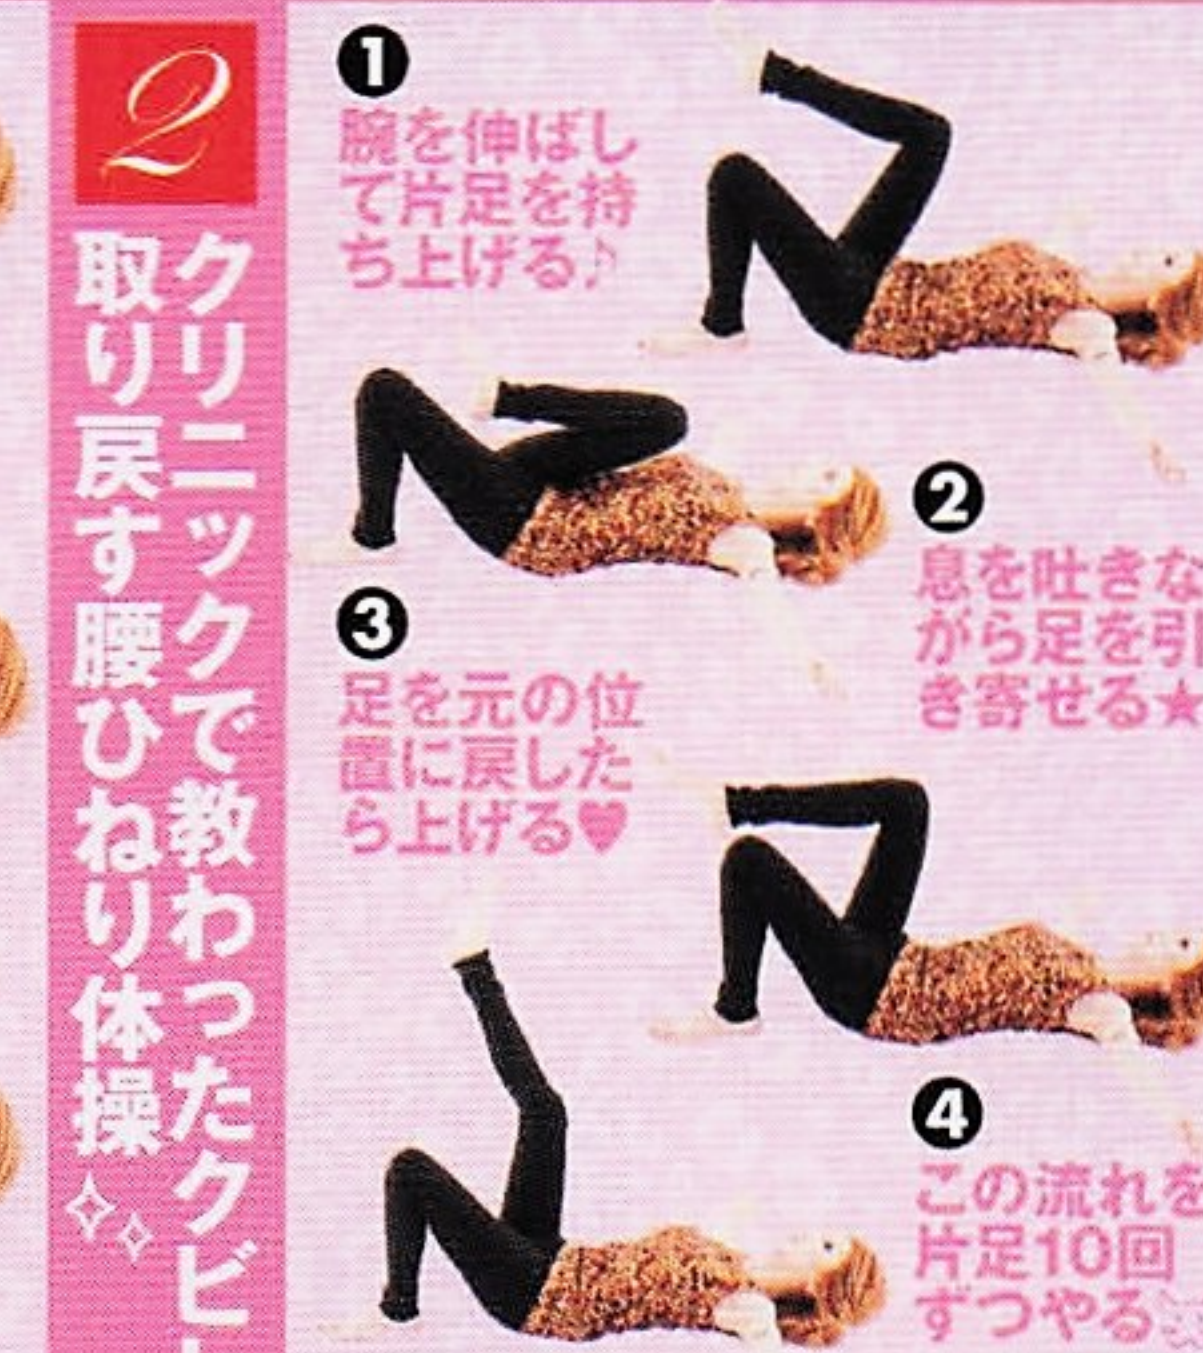 2
クリニックで教わったクビ
取り戻す腰ひねり体操
1
腕を伸ばし
て片足を持
ち上げる♪
2
息を吐きな
がら足を引
き寄せる★
3
足を元の位
置に戻した
ら上げる♥
4
この流れを
片足10回
ずつやる